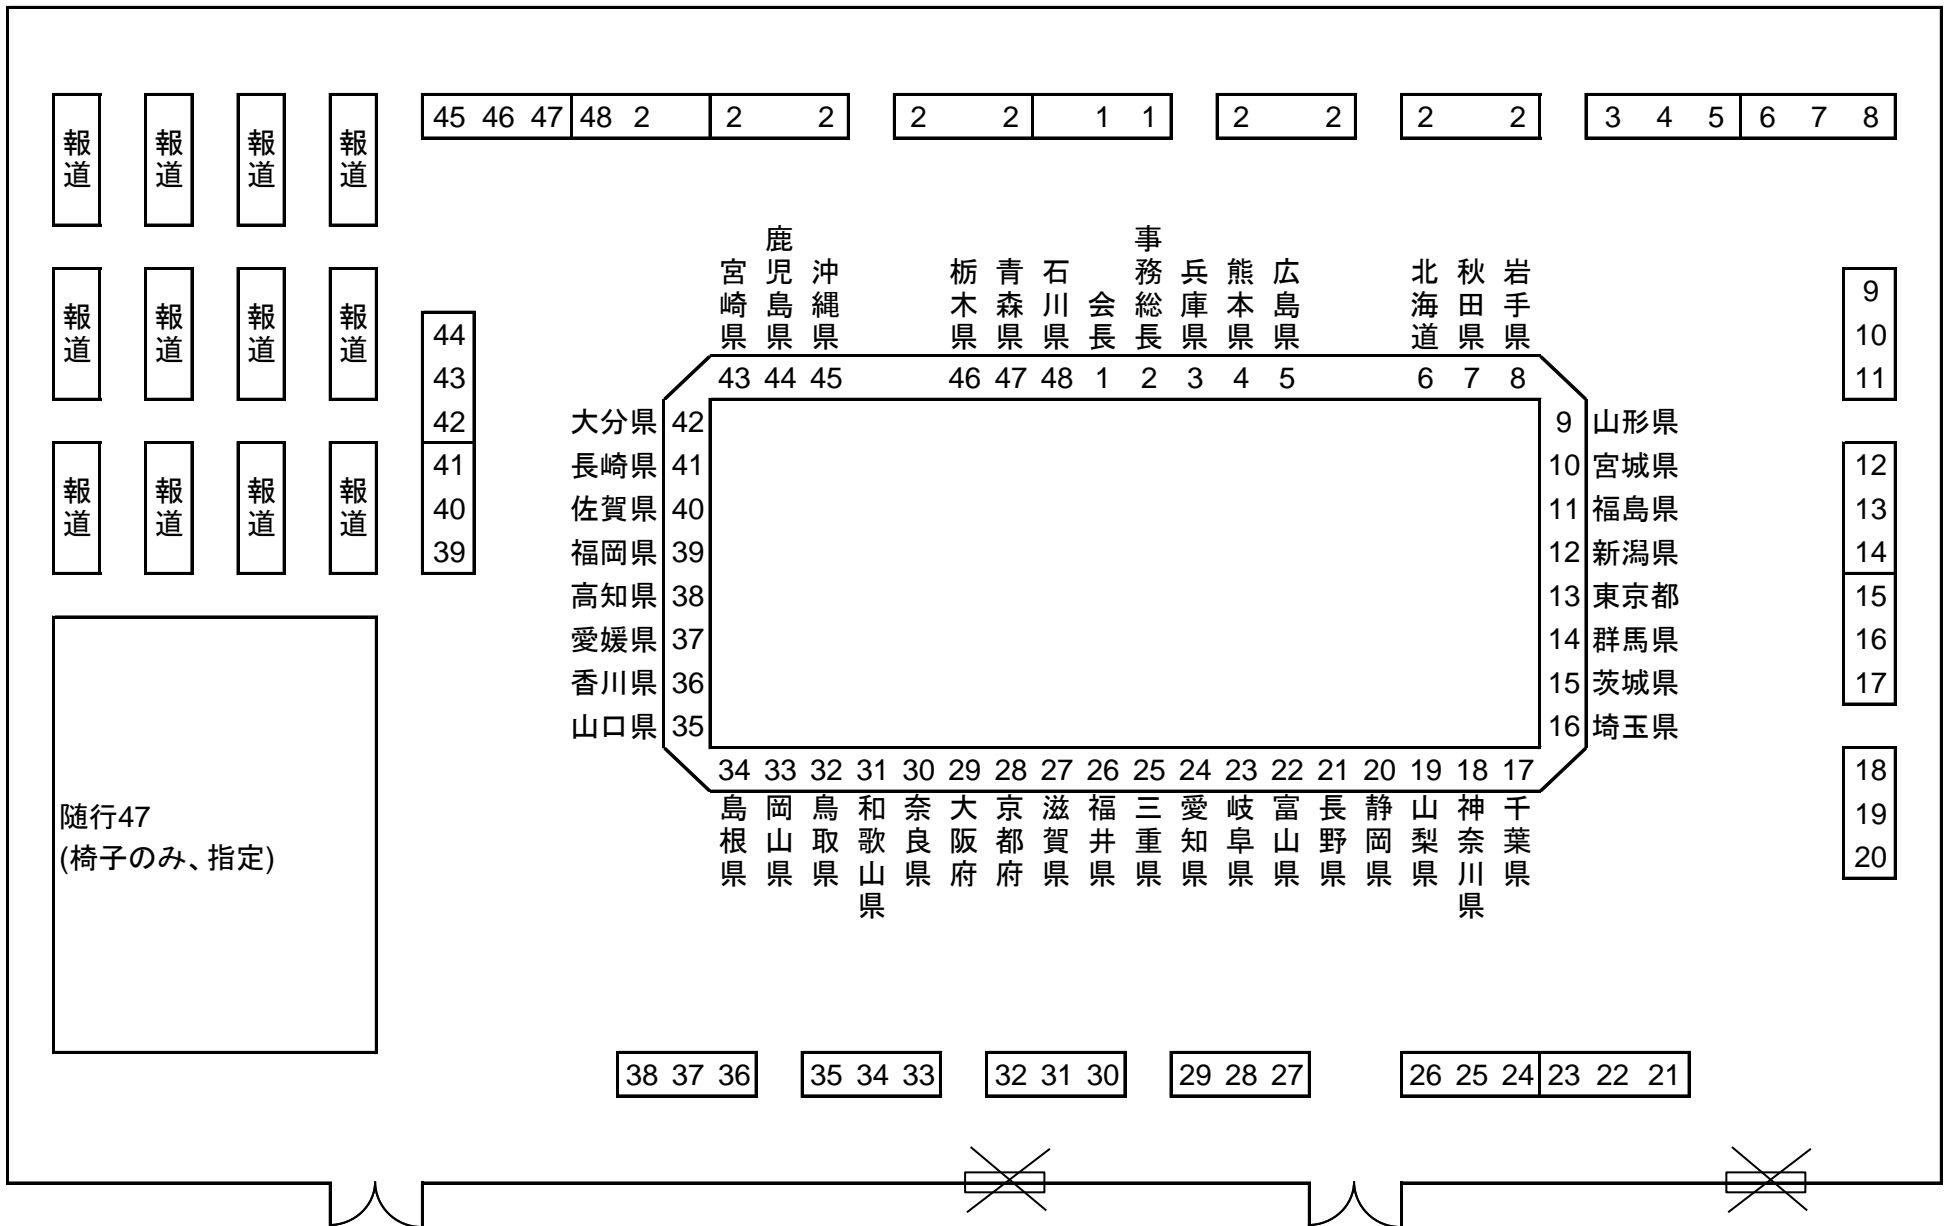 報道 報道 報道 報道
45 46 47 48 2 2 2 2 2 1 1 2 2 2 2 3 4 5 6 7 8
報道 報道 報道 報道
報道 報道 報道 報道
44
43
42
41
40
39
宮崎県 鹿児島県 沖縄県 栃木県 青森県 石川県 会長 事務総長 兵庫県 熊本県 広島県 北海道 秋田県 岩手県
43 44 45 46 47 48 1 2 3 4 5 6 7 8
大分県 42
長崎県 41
佐賀県 40
福岡県 39
高知県 38
愛媛県 37
香川県 36
山口県 35
9 山形県
10 宮城県
11 福島県
12 新潟県
13 東京都
14 群馬県
15 茨城県
16 埼玉県
34 33 32 31 30 29 28 27 26 25 24 23 22 21 20 19 18 17
島根県 岡山県 鳥取県 和歌山県 奈良県 大阪府 京都府 滋賀県 福井県 三重県 愛知県 岐阜県 富山県 長野県 静岡県 山梨県 神奈川県 千葉県
9
10
11
12
13
14
15
16
17
18
19
20
随行47
(椅子のみ、指定)
38 37 36 35 34 33 32 31 30 29 28 27 26 25 24 23 22 21